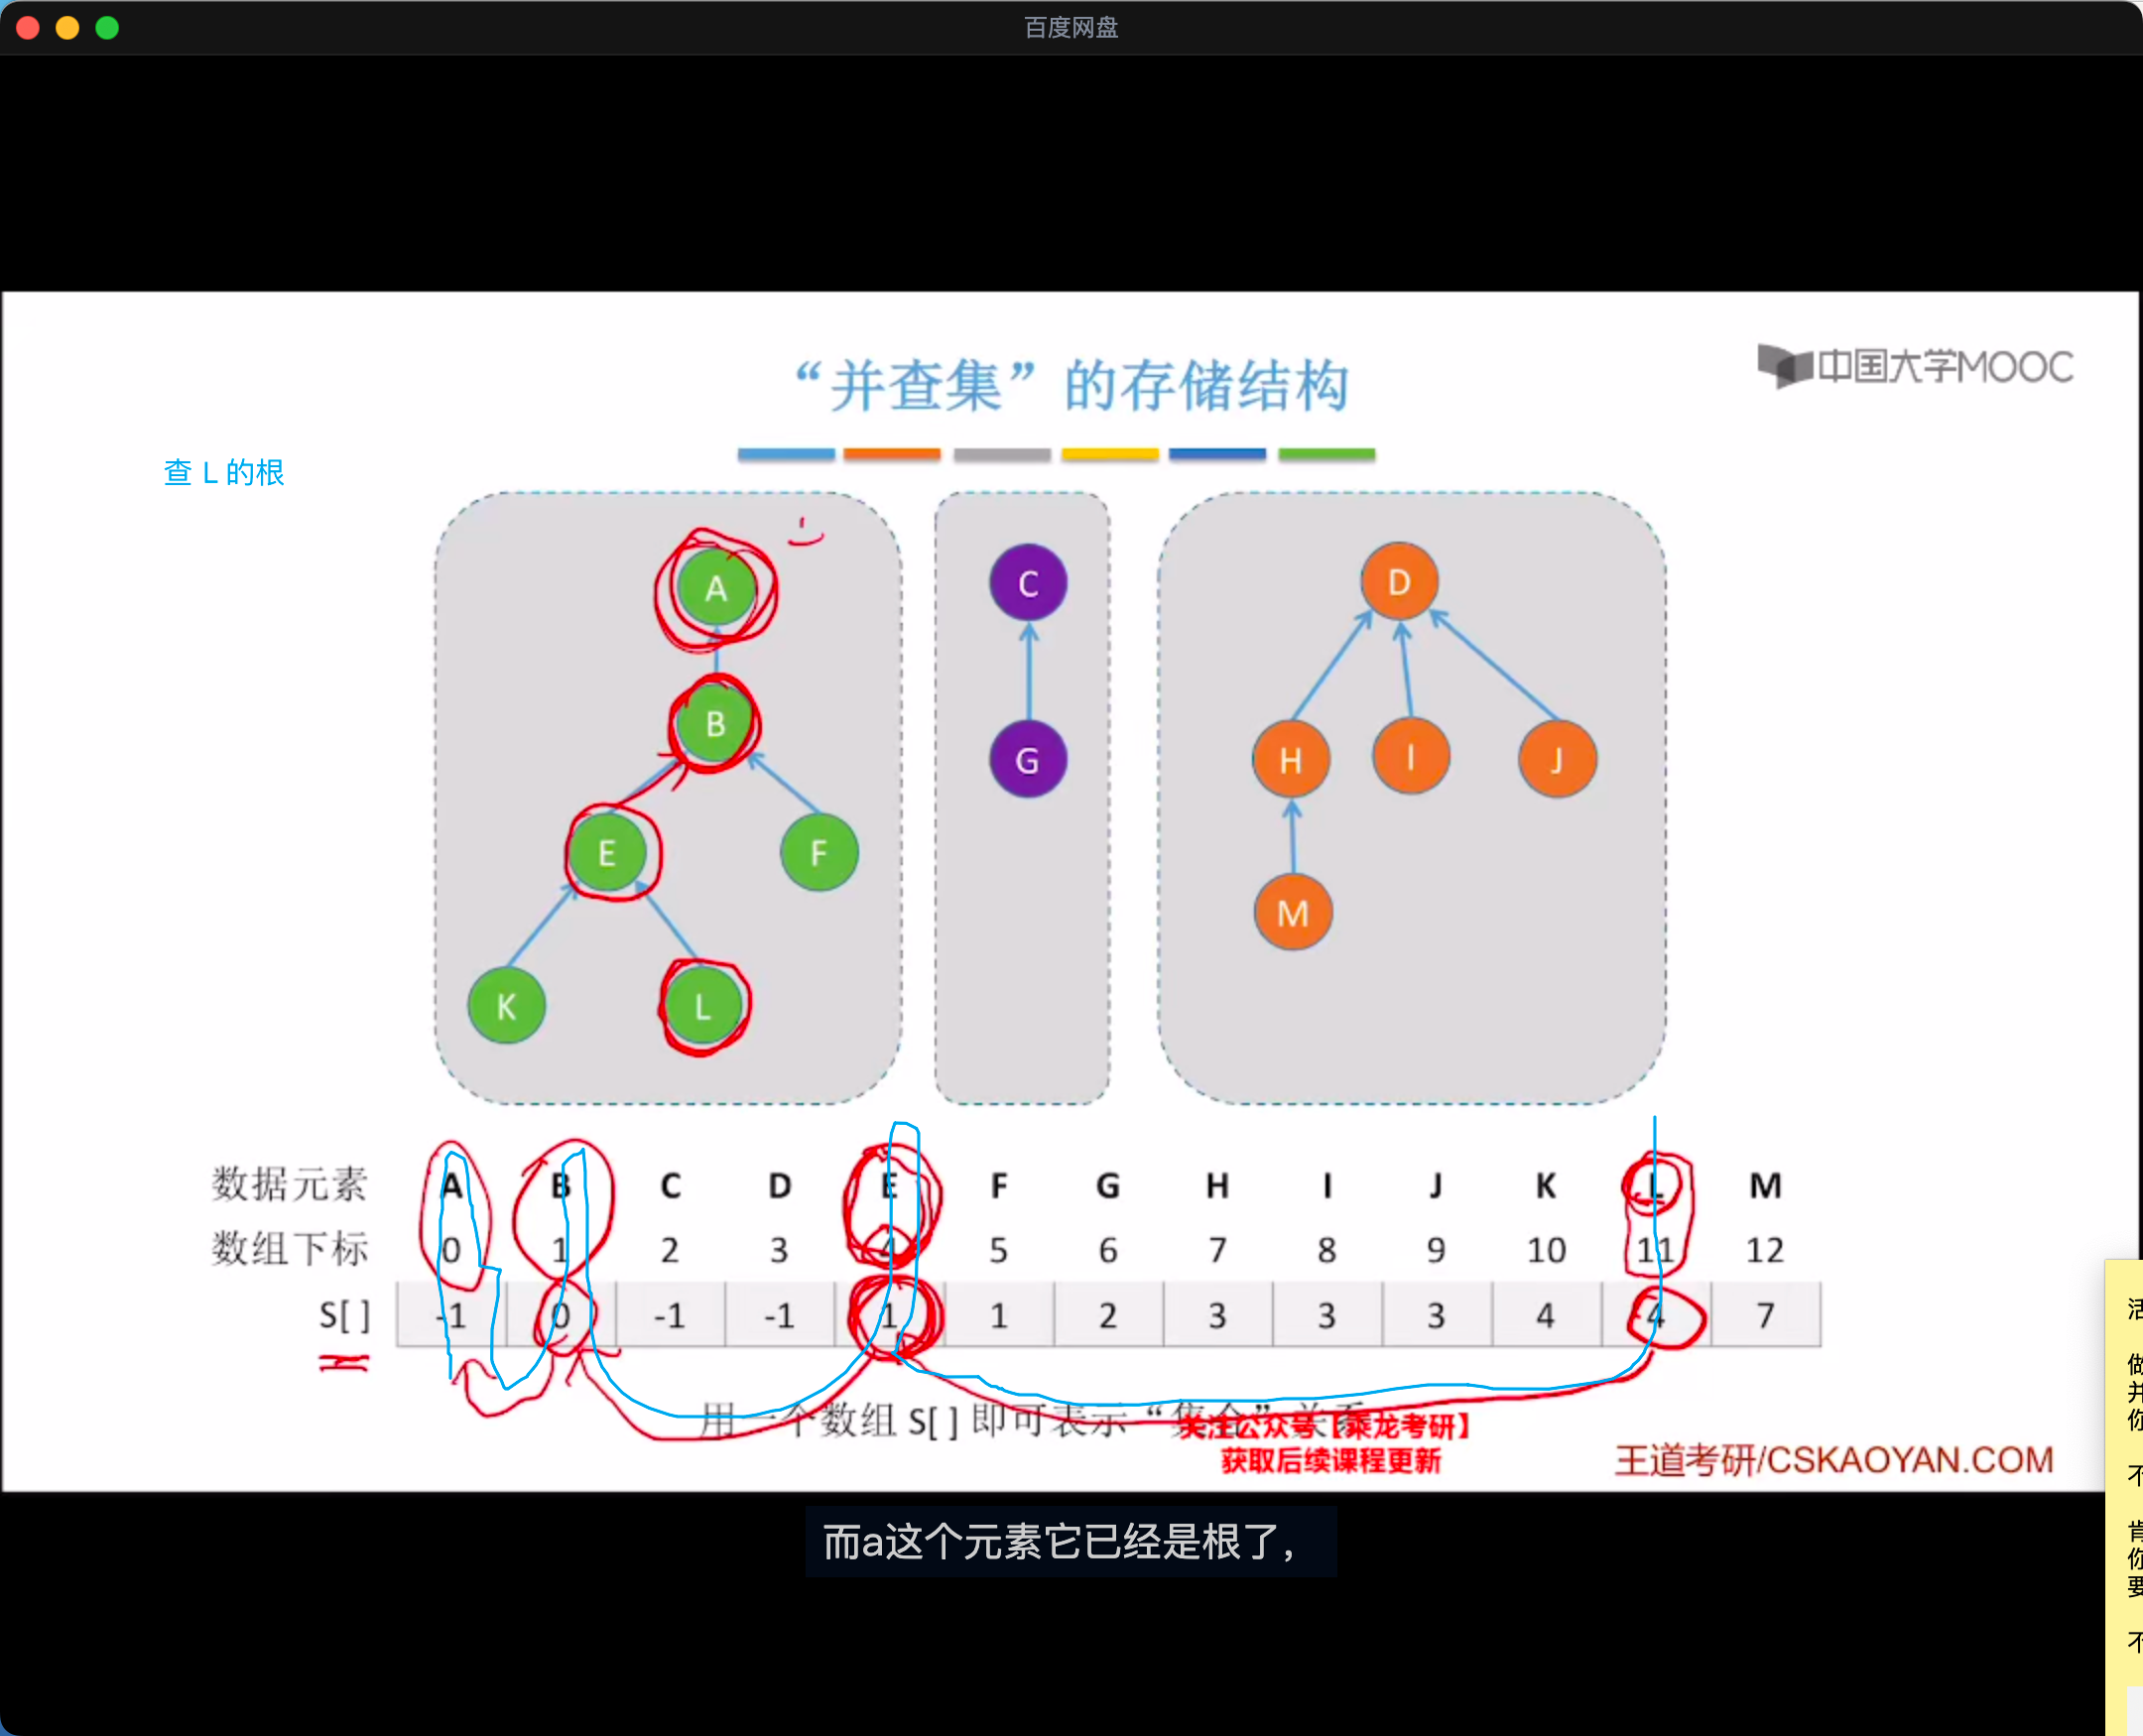 百度网盘
“并查集”的存储结构
中国大学MOOC
查 L 的根
A
C
D
B
G
H
I
J
E
F
M
K
L
数据元素 A B C D E F G H I J K L M
数组下标 0 1 2 3 4 5 6 7 8 9 10 11 12
S[ ] -1 0 -1 -1 1 1 2 3 3 3 4 4 7
用一个数组 S[ ] 即可表示“集合”关系
关注公众号【乘龙考研】
获取后续课程更新
王道考研/CSKAOYAN.COM
而a这个元素它已经是根了，